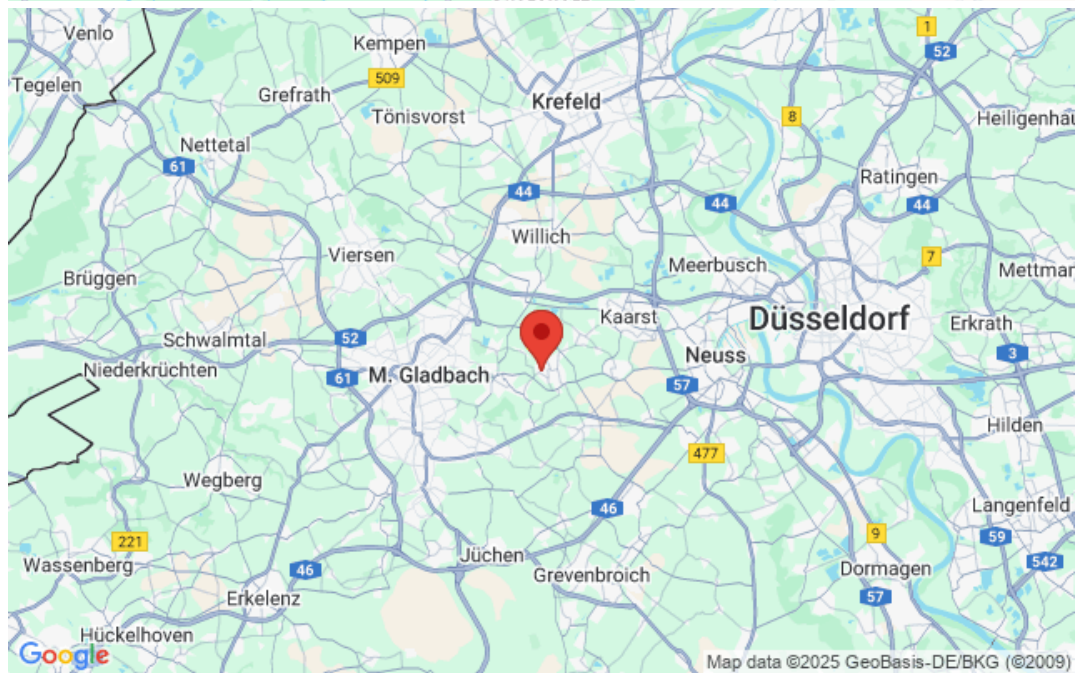 Venlo
Kempen
1
52
Tegelen
509
Grefrath
Krefeld
Tönisvorst
8
Heiligenhau
Nettetal
61
Ratingen
44
44
44
Willich
Viersen
Meerbusch
7
Mettmar
Brüggen
Kaarst
Düsseldorf
Erkrath
Schwalmtal
52
Neuss
3
Niederkrüchten
61
M. Gladbach
57
Hilden
477
Wegberg
46
Langenfeld
221
9
59
Jüchen
542
Wassenberg
46
Grevenbroich
Dormagen
Erkelenz
57
Hückelhoven
Google
Map data ©2025 GeoBasis-DE/BKG (©2009)